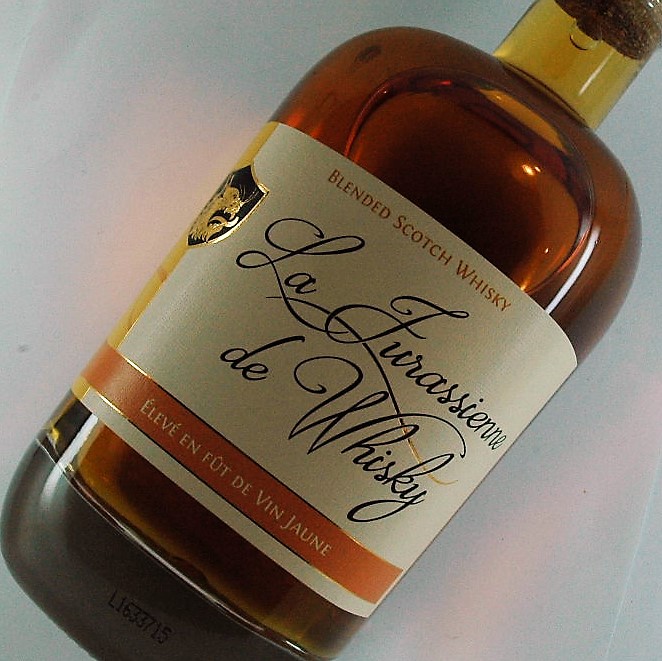 BLENDED SCOTCH WHISKY
La Jurassienne
de Whisky
ÉLEVÉ EN FÛT DE VIN JAUNE
L1633715